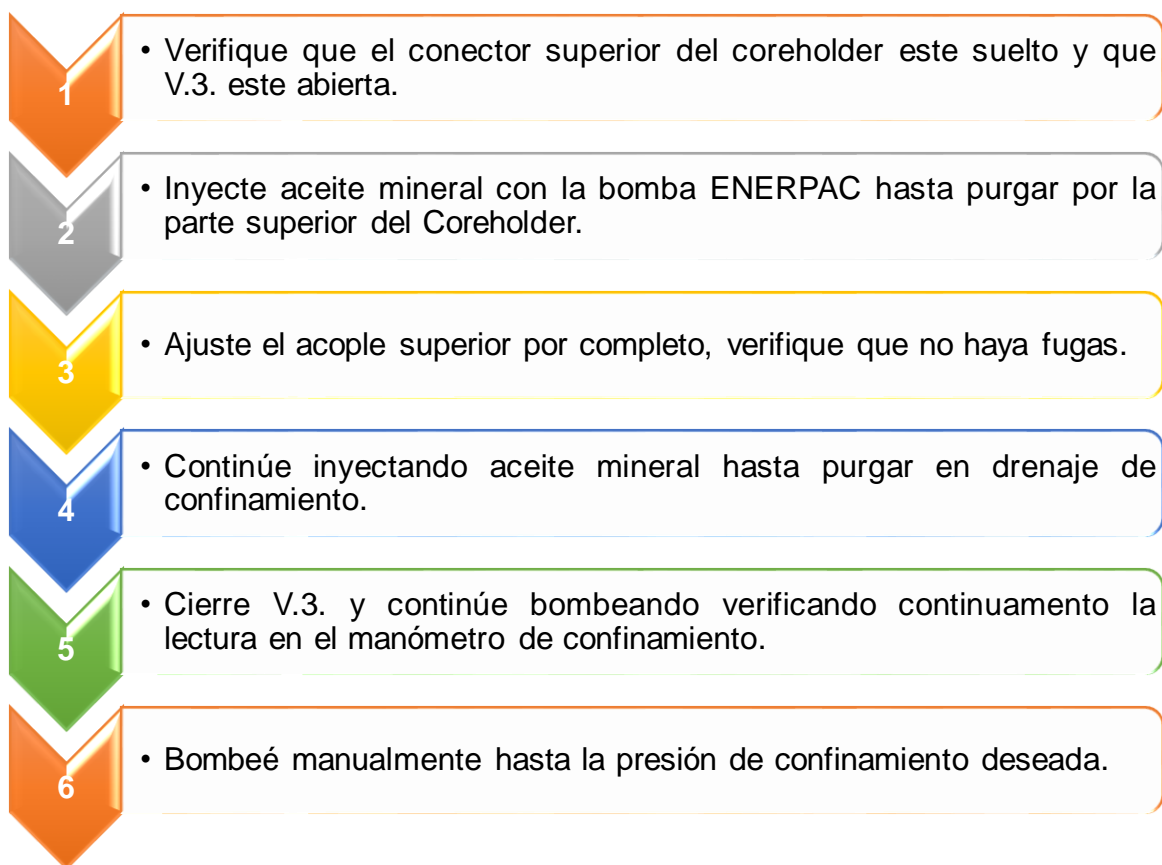 1
• Verifique que el conector superior del coreholder este suelto y que
V.3. este abierta.
2
• Inyecte aceite mineral con la bomba ENERPAC hasta purgar por la
parte superior del Coreholder.
3
• Ajuste el acople superior por completo, verifique que no haya fugas.
4
• Continúe inyectando aceite mineral hasta purgar en drenaje de
confinamiento.
5
• Cierre V.3. y continúe bombeando verificando continuamento la
lectura en el manómetro de confinamiento.
6
• Bombeé manualmente hasta la presión de confinamiento deseada.